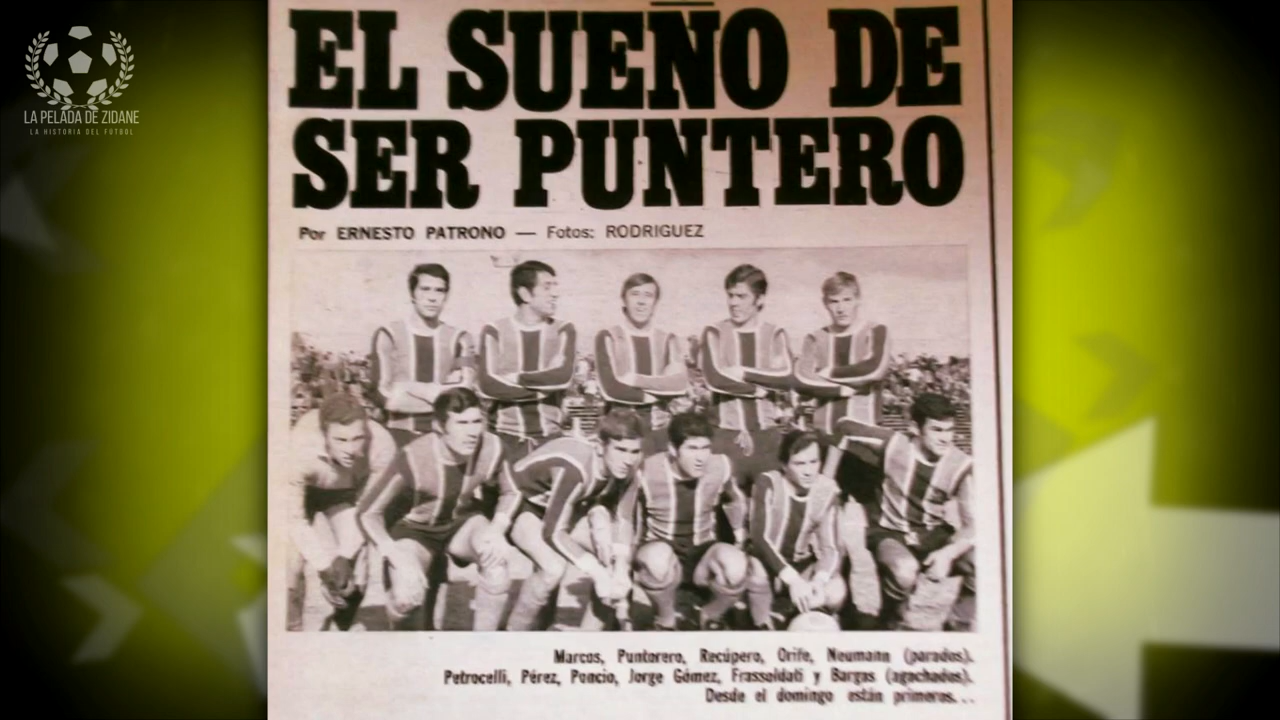 LA PELADA DE ZIDANE
LA HISTORIA DEL FÚTBOL
EL SUEÑO DE
SER PUNTERO
Por ERNESTO PATRONO — Fotos: RODRIGUEZ
Marcos, Puntorero, Recúpero, Orife, Neumann (parados).
Petrocelli, Pérez, Poncio, Jorge Gómez, Frassoldati y Bargas (agachados).
Desde el domingo están primeros...